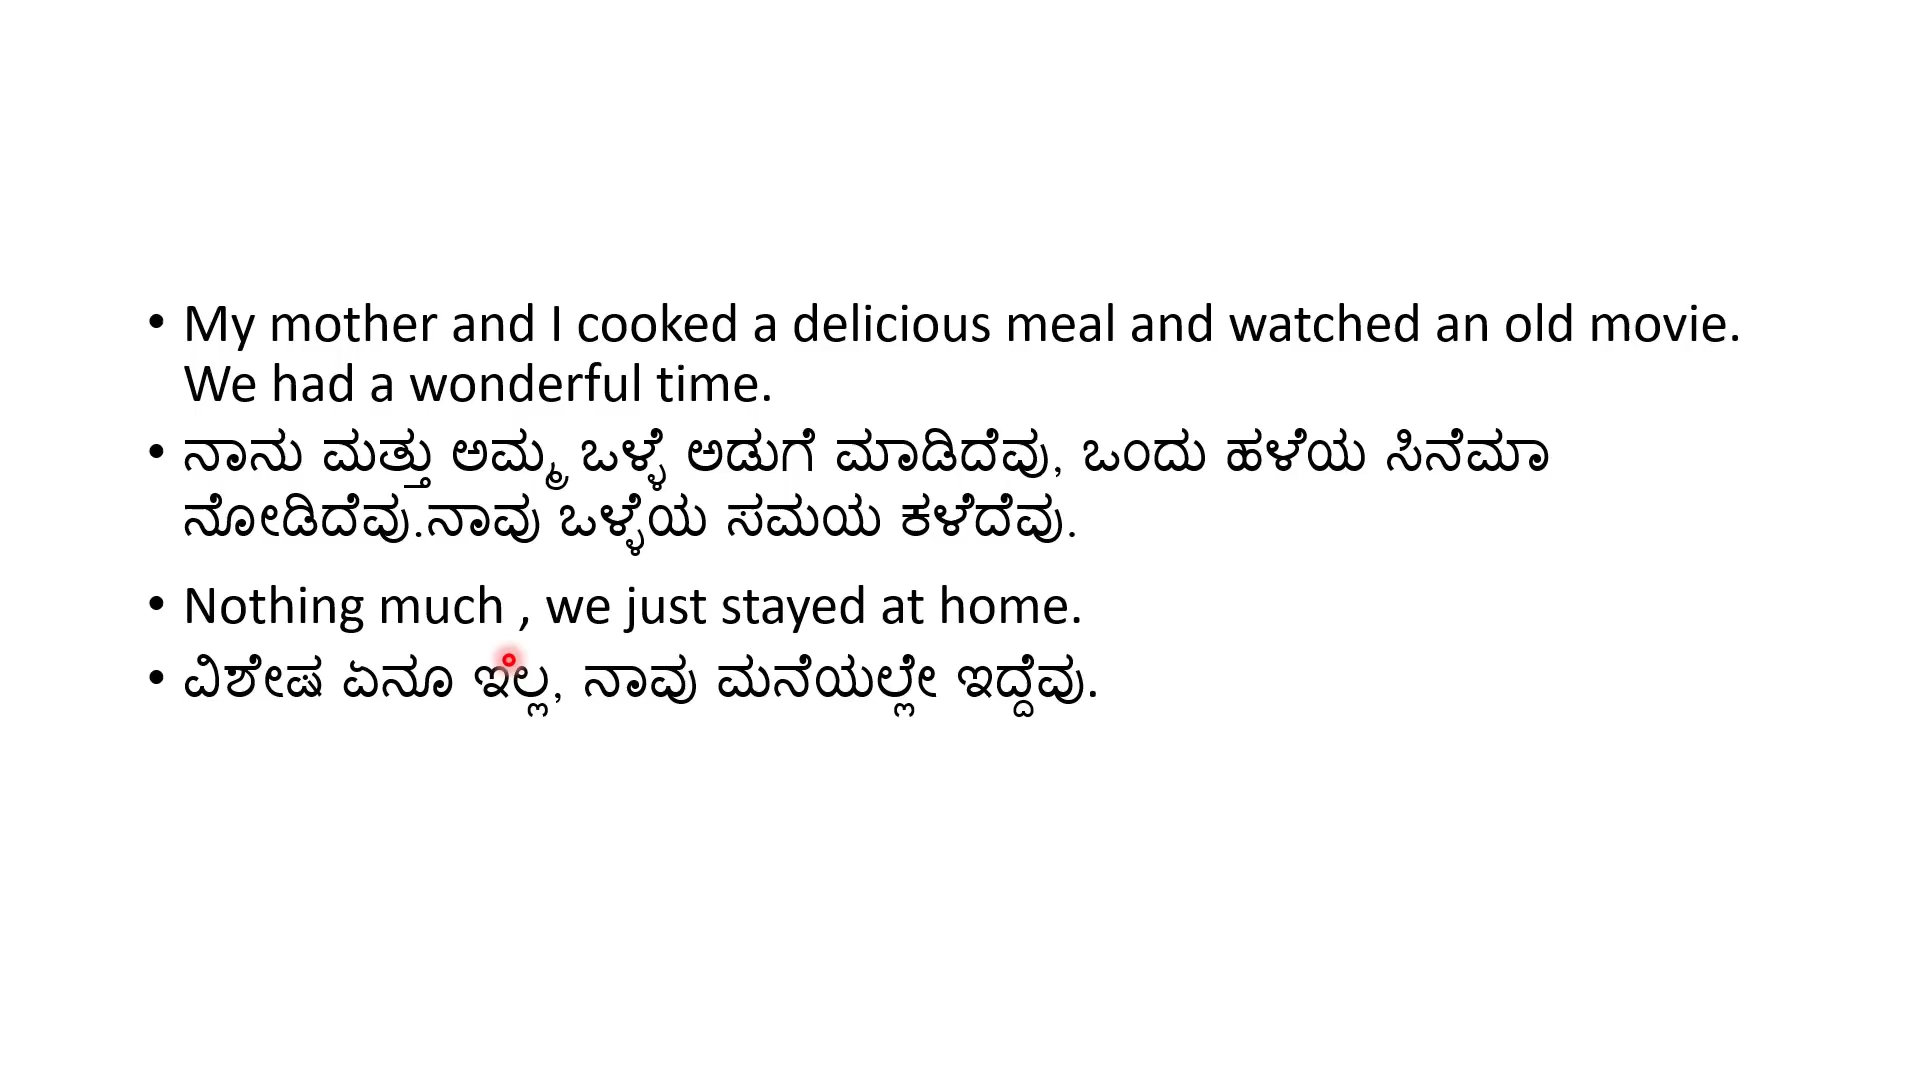 • My mother and I cooked a delicious meal and watched an old movie.
We had a wonderful time.
• ನಾನು ಮತ್ತು ಅಮ್ಮ ಒಳ್ಳೆ ಅಡುಗೆ ಮಾಡಿದೆವು, ಒಂದು ಹಳೆಯ ಸಿನೆಮಾ
ನೋಡಿದೆವು.ನಾವು ಒಳ್ಳೆಯ ಸಮಯ ಕಳೆದೆವು.
• Nothing much , we just stayed at home.
• ವಿಶೇಷ ಏನೂ ಇಲ್ಲ, ನಾವು ಮನೆಯಲ್ಲೇ ಇದ್ದೆವು.